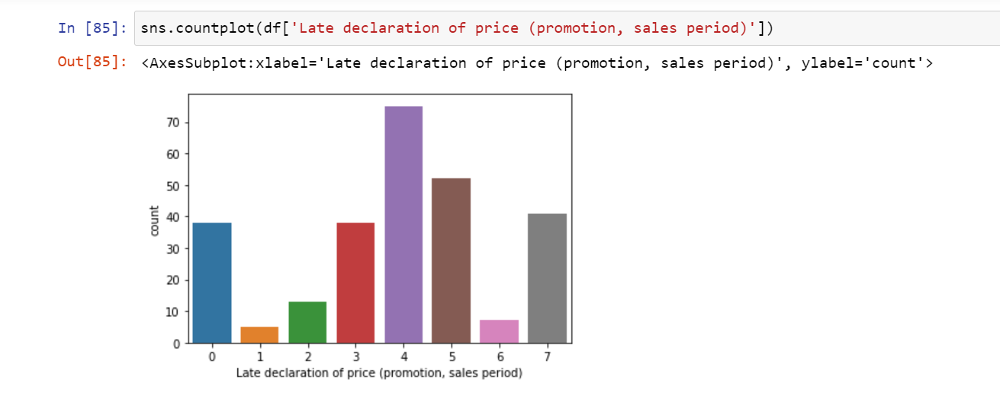 In [85]: sns.countplot(df['Late declaration of price (promotion, sales period)'])
Out[85]: <AxesSubplot:xlabel='Late declaration of price (promotion, sales period)', ylabel='count'>
70
60
50
40
30
20
10
0
count
0 1 2 3 4 5 6 7
Late declaration of price (promotion, sales period)